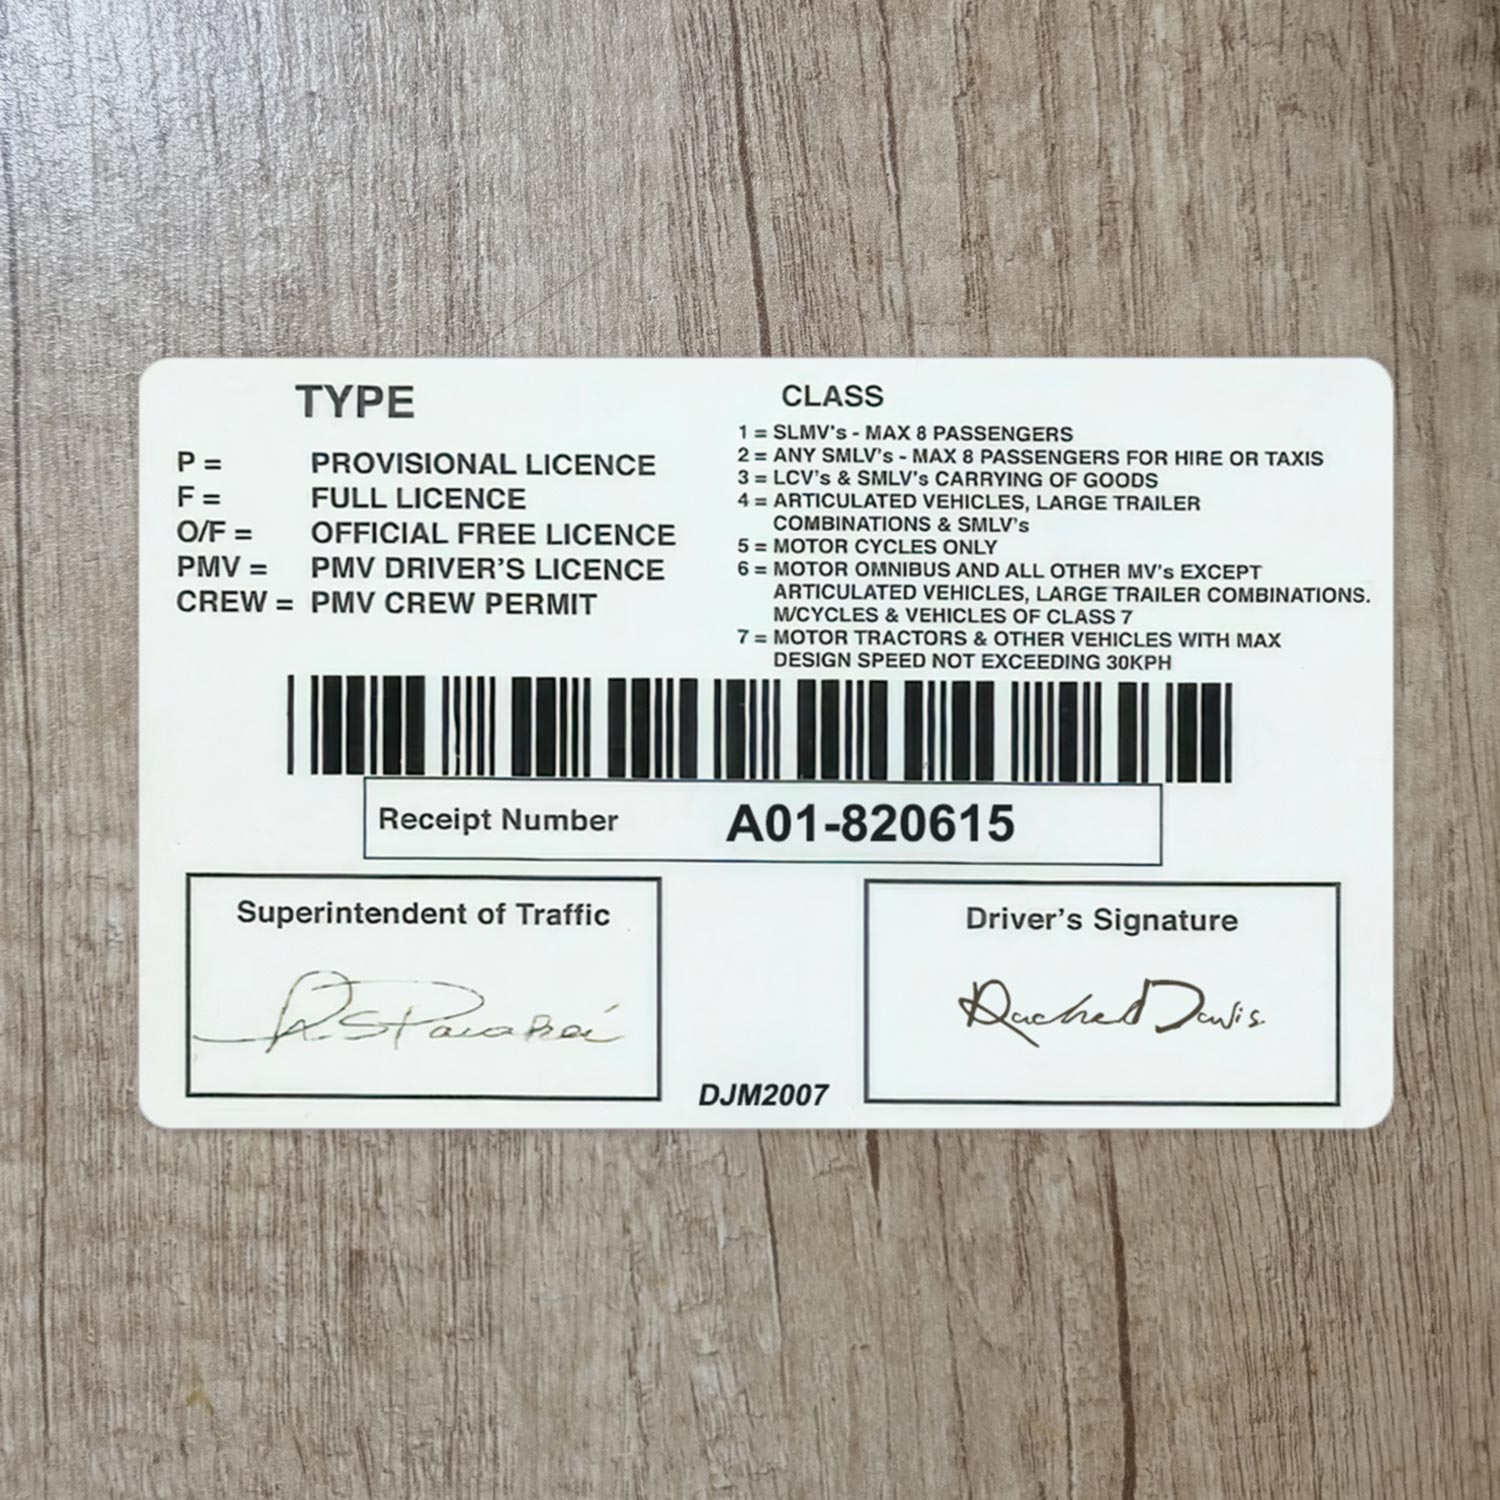 TYPE
P = PROVISIONAL LICENCE
F = FULL LICENCE
O/F = OFFICIAL FREE LICENCE
PMV = PMV DRIVER'S LICENCE
CREW = PMV CREW PERMIT
CLASS
1 = SLMV's - MAX 8 PASSENGERS
2 = ANY SMLV's - MAX 8 PASSENGERS FOR HIRE OR TAXIS
3 = LCV's & SMLV's CARRYING OF GOODS
4 = ARTICULATED VEHICLES, LARGE TRAILER
COMBINATIONS & SMLV's
5 = MOTOR CYCLES ONLY
6 = MOTOR OMNIBUS AND ALL OTHER MV's EXCEPT
ARTICULATED VEHICLES, LARGE TRAILER COMBINATIONS.
M/CYCLES & VEHICLES OF CLASS 7
7 = MOTOR TRACTORS & OTHER VEHICLES WITH MAX
DESIGN SPEED NOT EXCEEDING 30KPH
Receipt Number A01-820615
Superintendent of Traffic
DJM2007
Driver's Signature
Rachel Davis